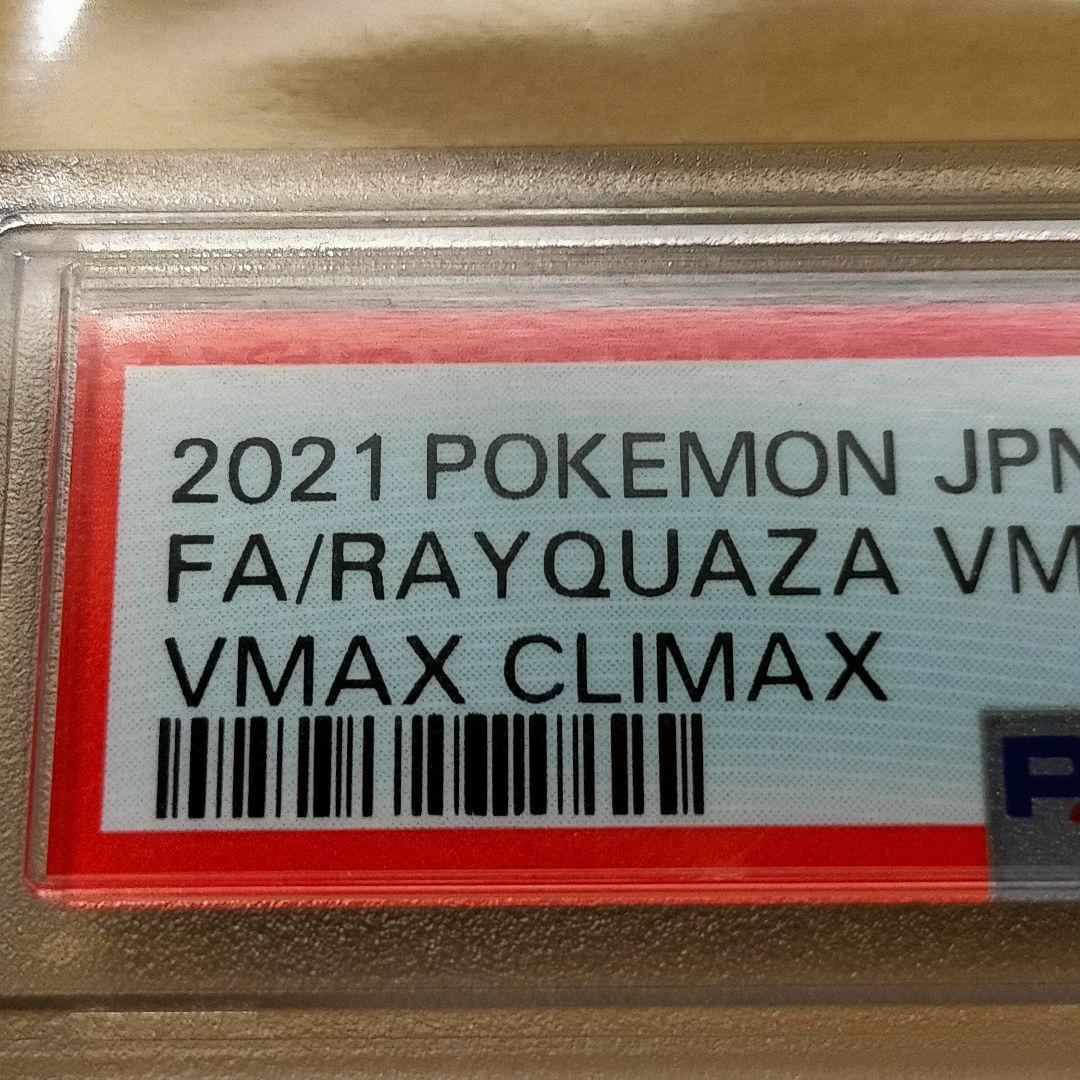 2021 POKEMON JPN
FA/RAYQUAZA VM
VMAX CLIMAX
P